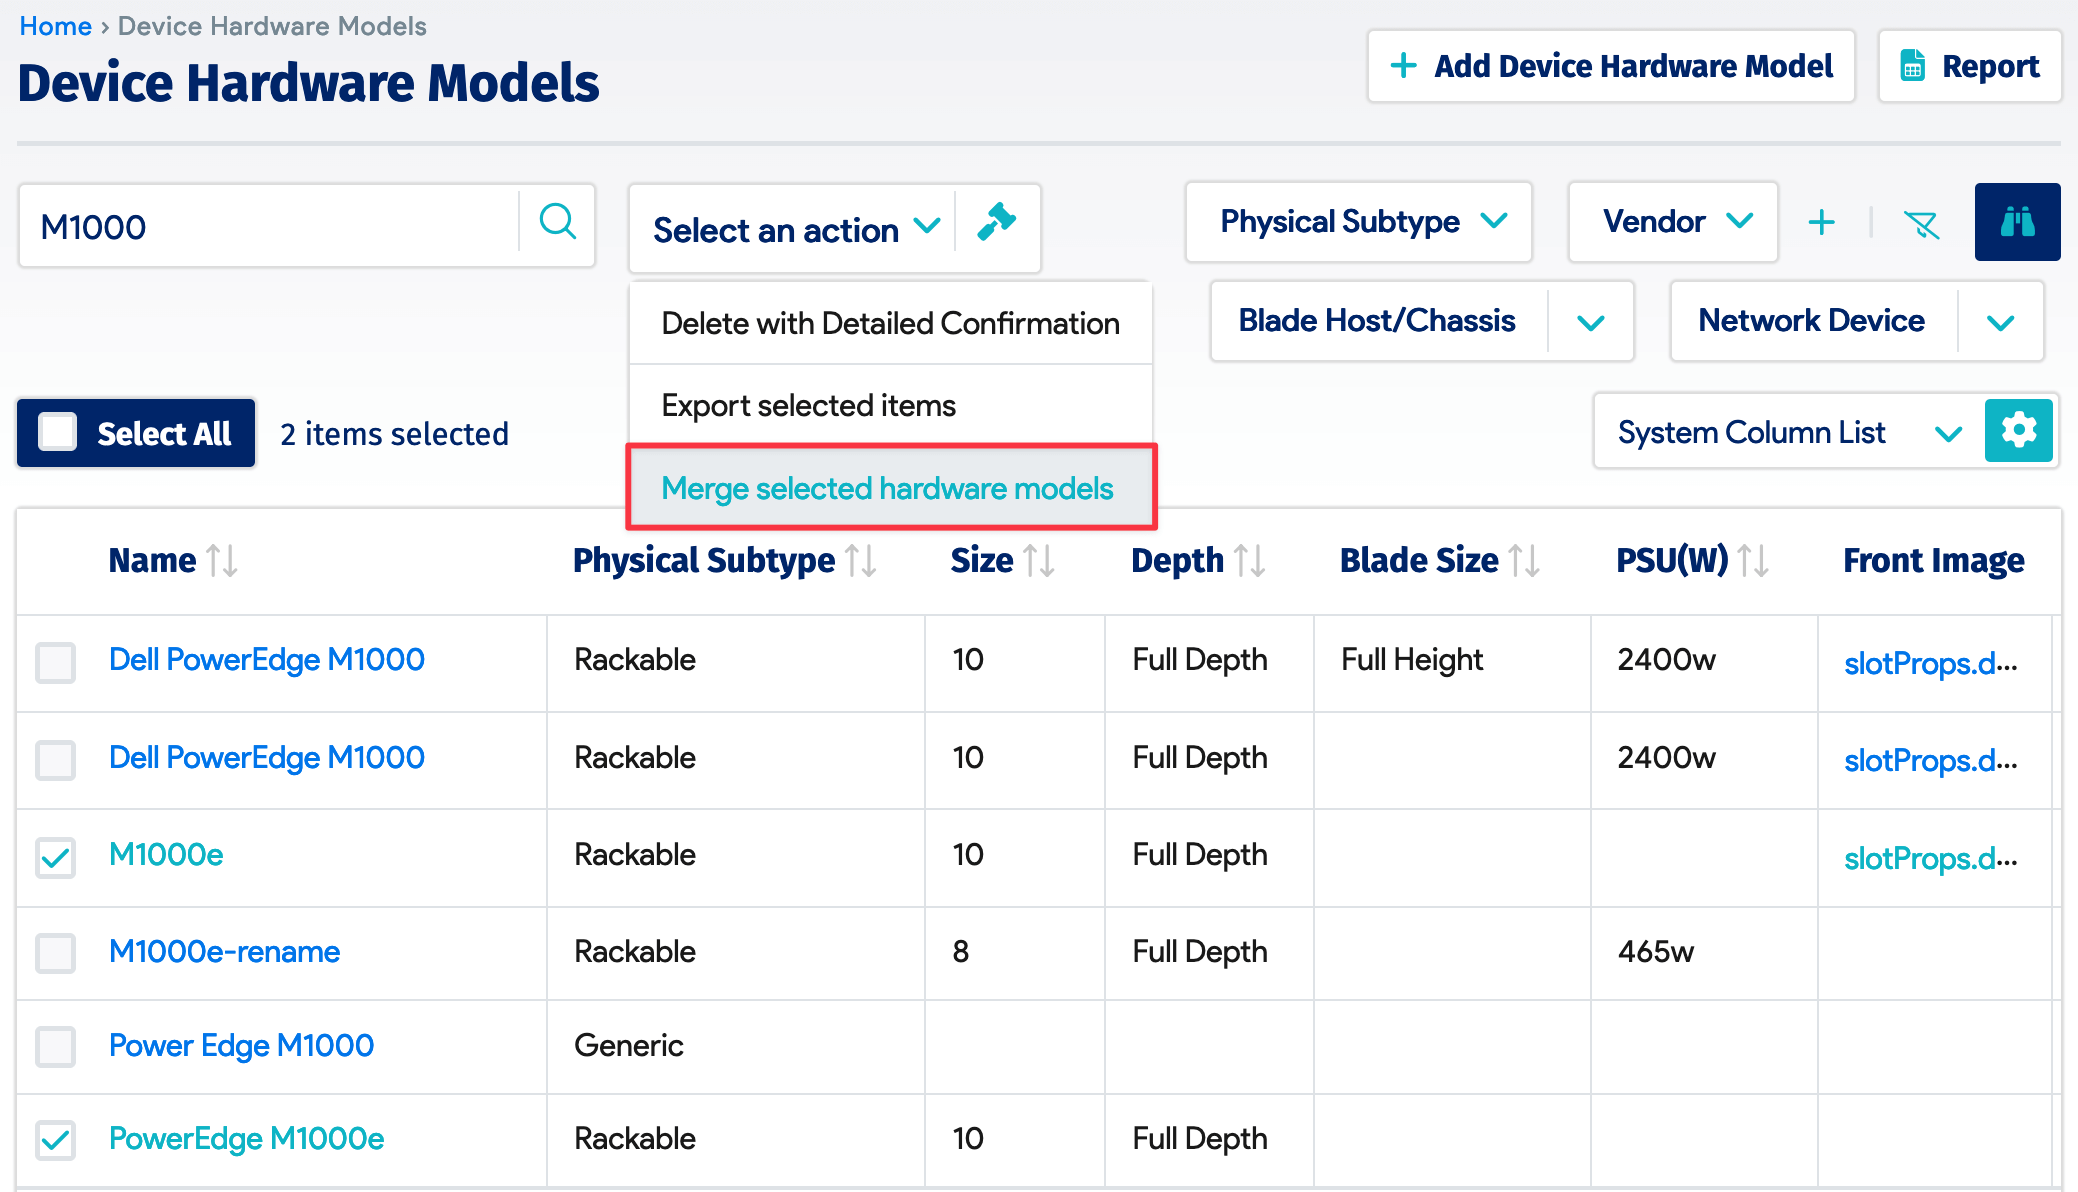 Home › Device Hardware Models
Device Hardware Models
+ Add Device Hardware Model
Report
M1000
Select an action
Physical Subtype
Vendor
Delete with Detailed Confirmation
Blade Host/Chassis
Network Device
Export selected items
Select All
2 items selected
System Column List
Merge selected hardware models
Name Physical Subtype Size Depth Blade Size PSU(W) Front Image
Dell PowerEdge M1000 Rackable 10 Full Depth Full Height 2400w slotProps.d...
Dell PowerEdge M1000 Rackable 10 Full Depth 2400w slotProps.d...
M1000e Rackable 10 Full Depth slotProps.d...
M1000e-rename Rackable 8 Full Depth 465w
Power Edge M1000 Generic
PowerEdge M1000e Rackable 10 Full Depth